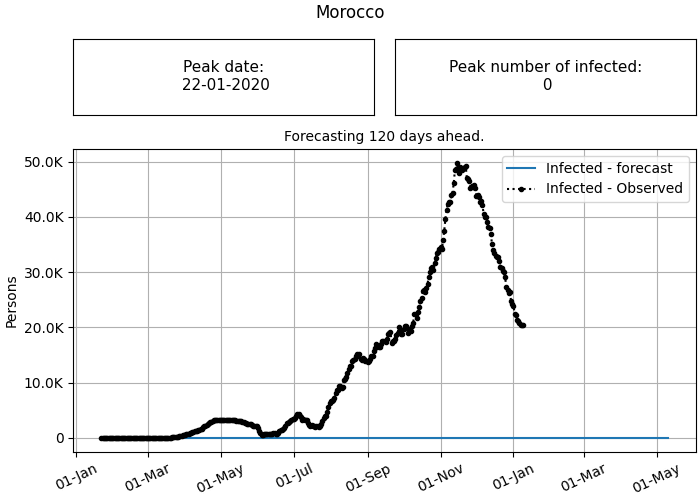 Morocco
Peak date:
22-01-2020
Peak number of infected:
0
Forecasting 120 days ahead.
Infected - forecast
Infected - Observed
Persons
50.0K
40.0K
30.0K
20.0K
10.0K
0
01-Jan
01-Mar
01-May
01-Jul
01-Sep
01-Nov
01-Jan
01-Mar
01-May